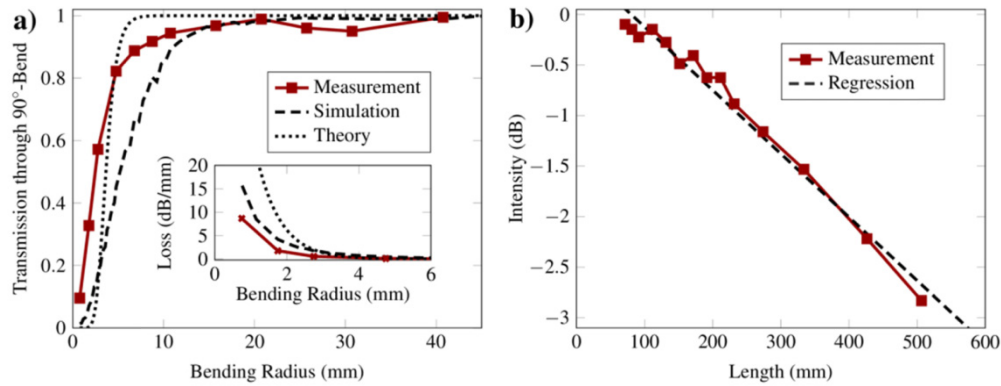 a)
Transmission through 90°-Bend
1
0.8
0.6
0.4
0.2
0
Measurement
Simulation
Theory
Loss (dB/mm)
20
15
10
5
0
0 2 4 6
Bending Radius (mm)
0 10 20 30 40
Bending Radius (mm)
b)
Intensity (dB)
0
−0.5
−1
−1.5
−2
−2.5
−3
Measurement
Regression
0 100 200 300 400 500 600
Length (mm)